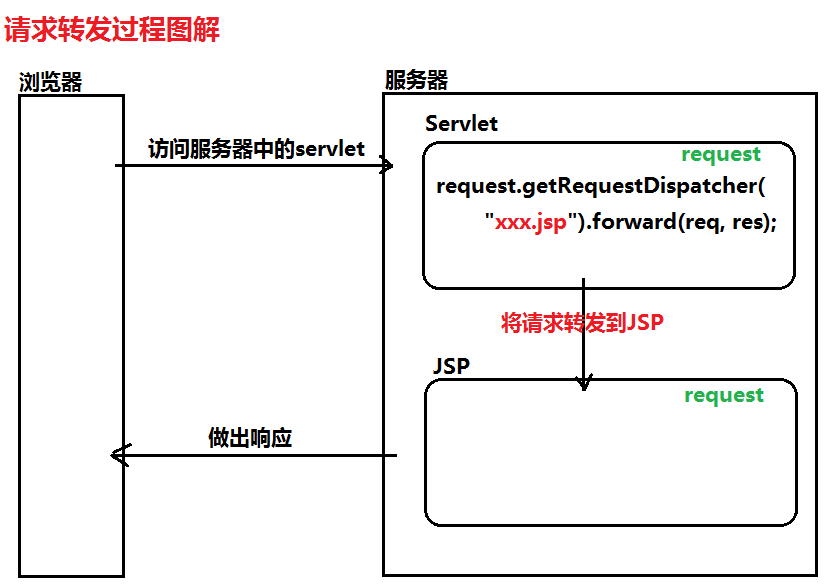 请求转发过程图解
浏览器
服务器
Servlet
访问服务器中的servlet
request
request.getRequestDispatcher(
"xxx.jsp").forward(req, res);
将请求转发到JSP
JSP
request
做出响应